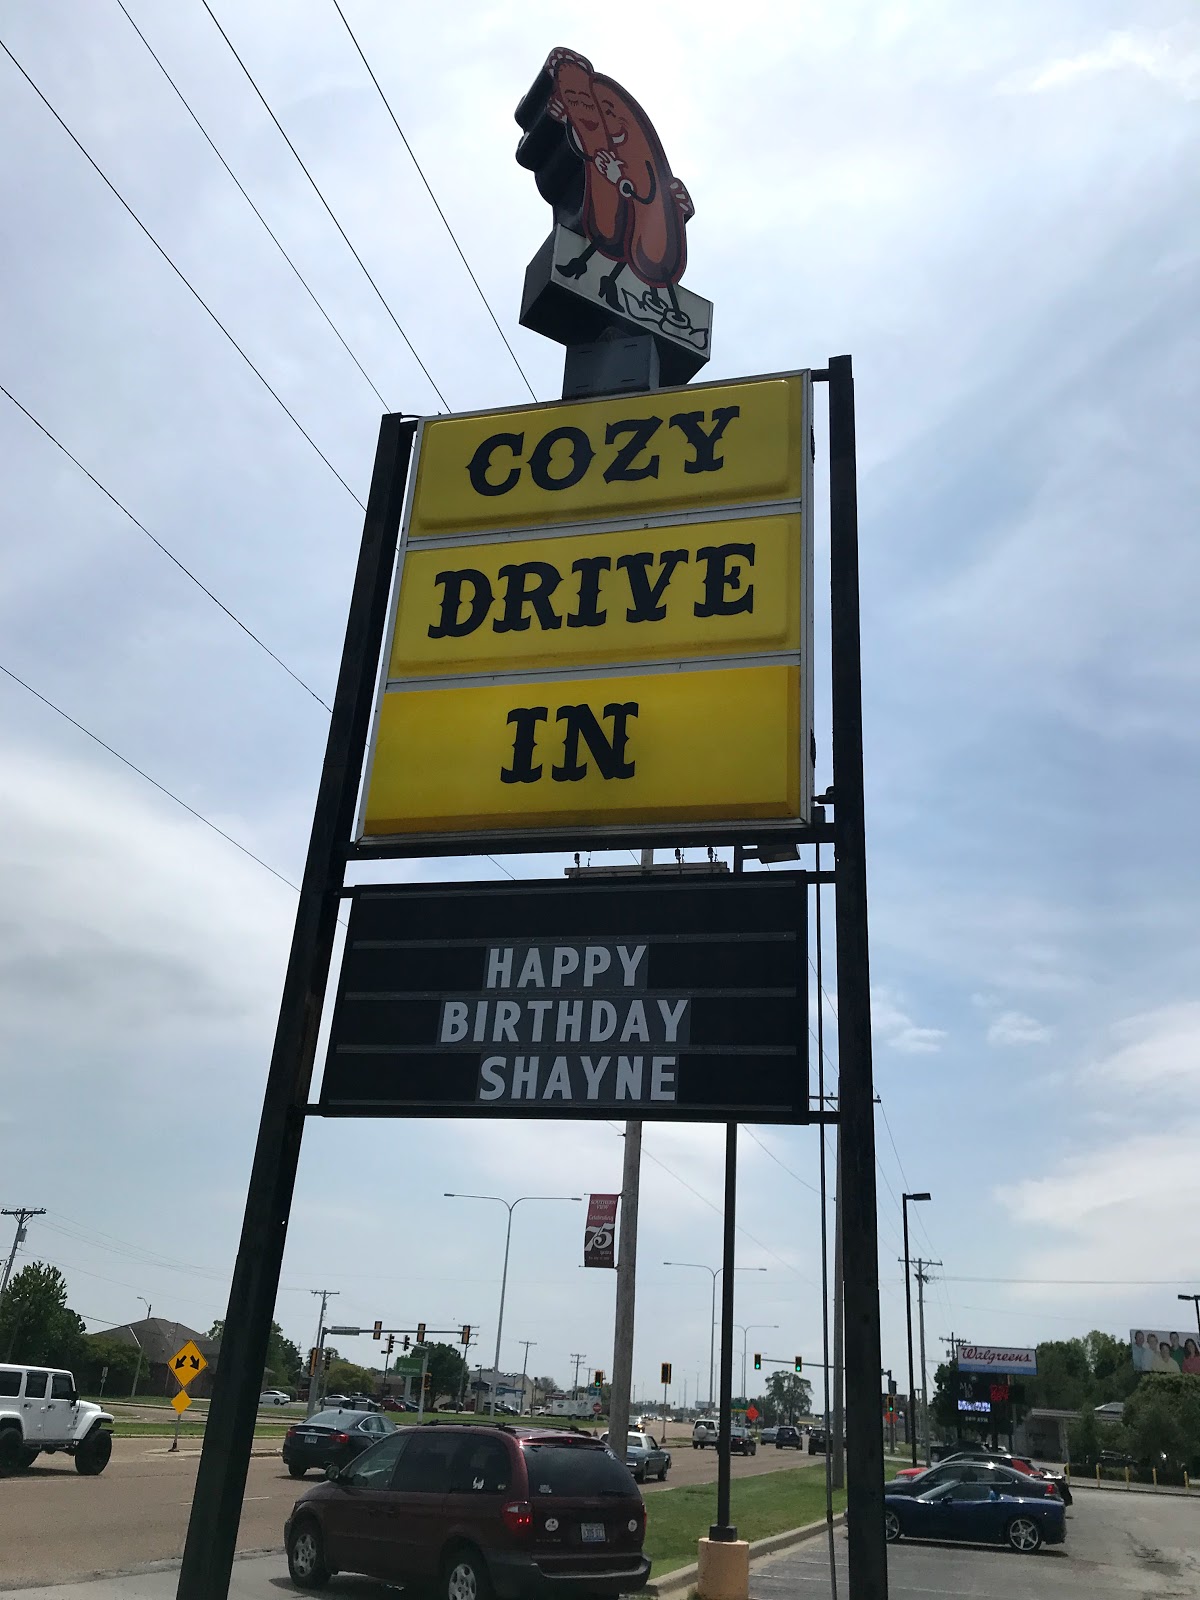 COZY
DRIVE
IN
HAPPY
BIRTHDAY
SHAYNE
75
Walgreens